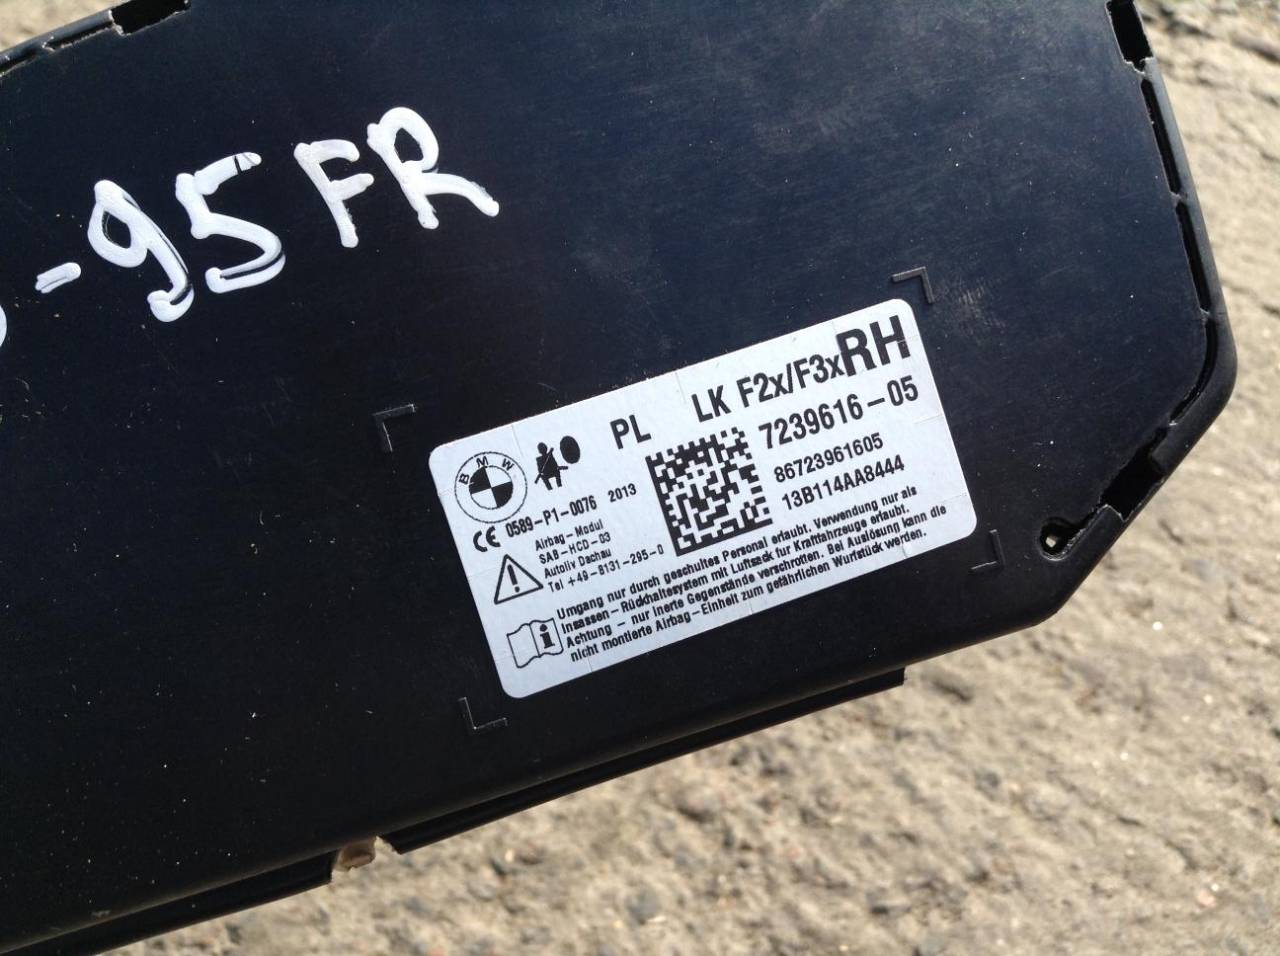 -95FR
LK F2x/F3xRH
PL
7239616-05
86723961605
13B114AA8444
BMW
CE 0589-P1-0076 2013
Airbag-Modul
SAB-HCD-03
Autoliv Dachau
Tel +49-8131-295-0
Umgang nur durch geschultes Personal erlaubt. Verwendung nur als
Insassen-Rückhaltesystem mit Luftsack für Kraftfahrzeuge erlaubt.
Achtung - nur inerte Gegenstände verschrotten. Bei Auslösung kann die
nicht montierte Airbag-Einheit zum gefährlichen Wurfstück werden.